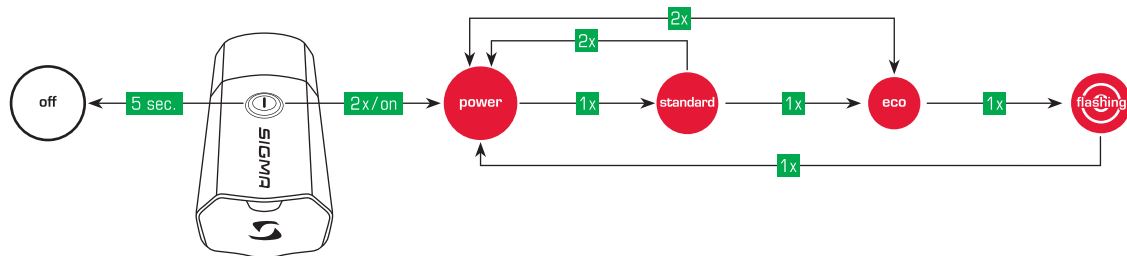 2x
2x
off
5 sec.
2x/on
power
1x
standard
1x
eco
1x
flashing
SIGMA
1x